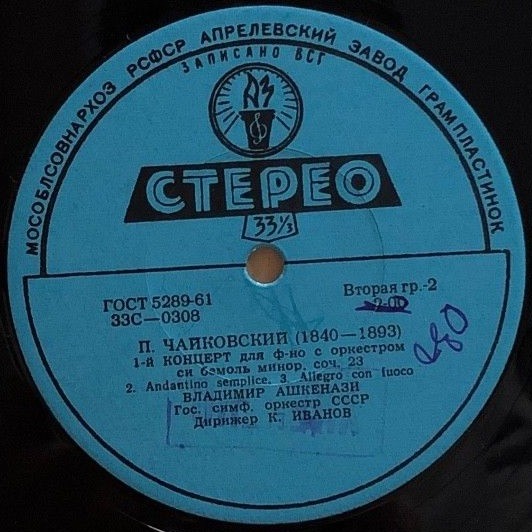 МОСОБЛСОВНАРХОЗ РСФСР АПРЕЛЕВСКИЙ ЗАВОД ГРАМПЛАСТИНОК
ЗАПИСАНО ВСГ
АЗ
СТЕРЕО
33⅓
ГОСТ 5289-61
33С—0308
Вторая гр.-2
П. ЧАЙКОВСКИЙ (1840—1893)
1-й КОНЦЕРТ для ф-но с оркестром
си бемоль минор, соч. 23
2. Andantino semplice. 3. Allegro con fuoco
ВЛАДИМИР АШКЕНАЗИ
Гос. симф. оркестр СССР
Дирижер К. ИВАНОВ